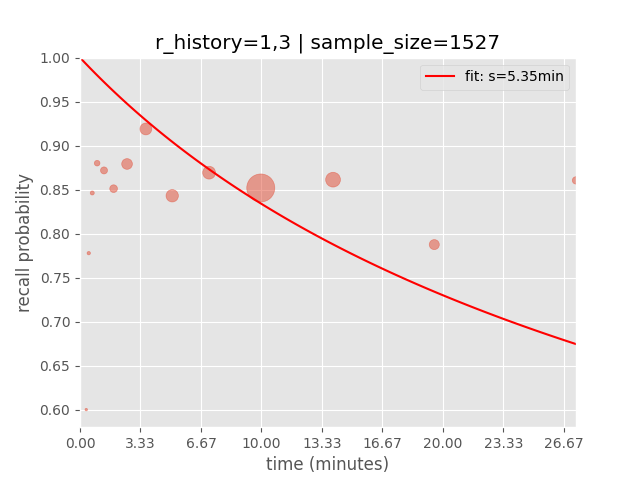 r_history=1,3 | sample_size=1527
fit: s=5.35min
recall probability
1.00
0.95
0.90
0.85
0.80
0.75
0.70
0.65
0.60
0.00 3.33 6.67 10.00 13.33 16.67 20.00 23.33 26.67
time (minutes)